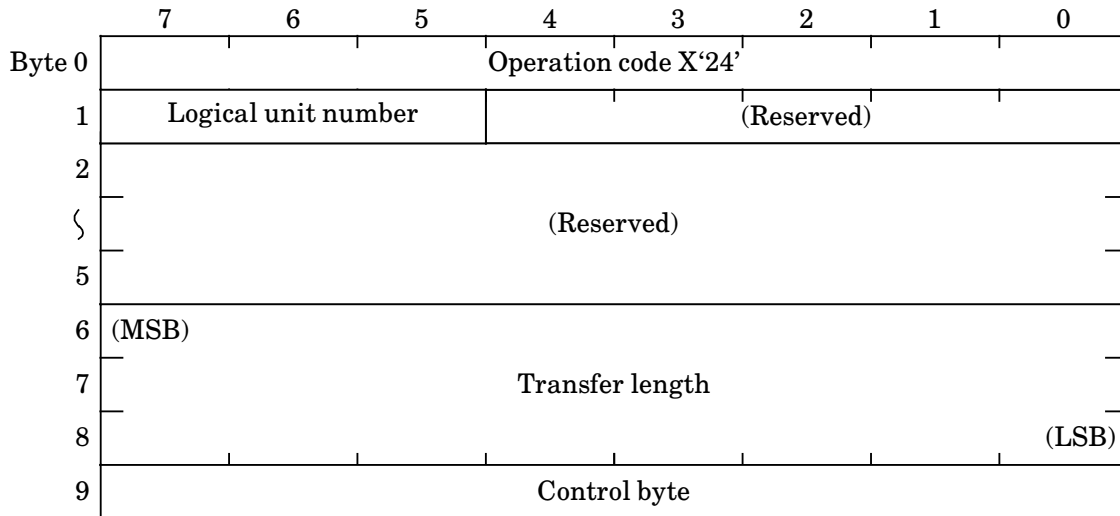 7 6 5 4 3 2 1 0
Byte 0 Operation code X‘24’
1 Logical unit number (Reserved)
2
(Reserved)
5
6 (MSB)
7 Transfer length
8 (LSB)
9 Control byte